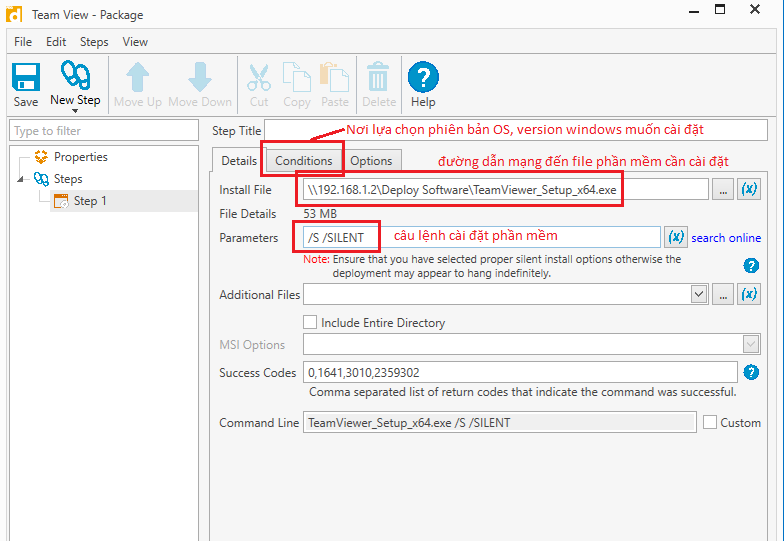 Team View - Package
File Edit Steps View
Save New Step Move Up Move Down Cut Copy Paste Delete Help
Type to filter
Properties
Steps
Step 1
Step Title
Nơi lựa chọn phiên bản OS, version windows muốn cài đặt
Details Conditions Options
đường dẫn mạng đến file phần mềm cần cài đặt
Install File \\192.168.1.2\Deploy Software\TeamViewer_Setup_x64.exe ... (x)
File Details 53 MB
Parameters /S /SILENT câu lệnh cài đặt phần mềm (x) search online
Note: Ensure that you have selected proper silent install options otherwise the
deployment may appear to hang indefinitely. ?
Additional Files ... (x)
Include Entire Directory
MSI Options
Success Codes 0,1641,3010,2359302 ?
Comma separated list of return codes that indicate the command was successful.
Command Line TeamViewer_Setup_x64.exe /S /SILENT Custom